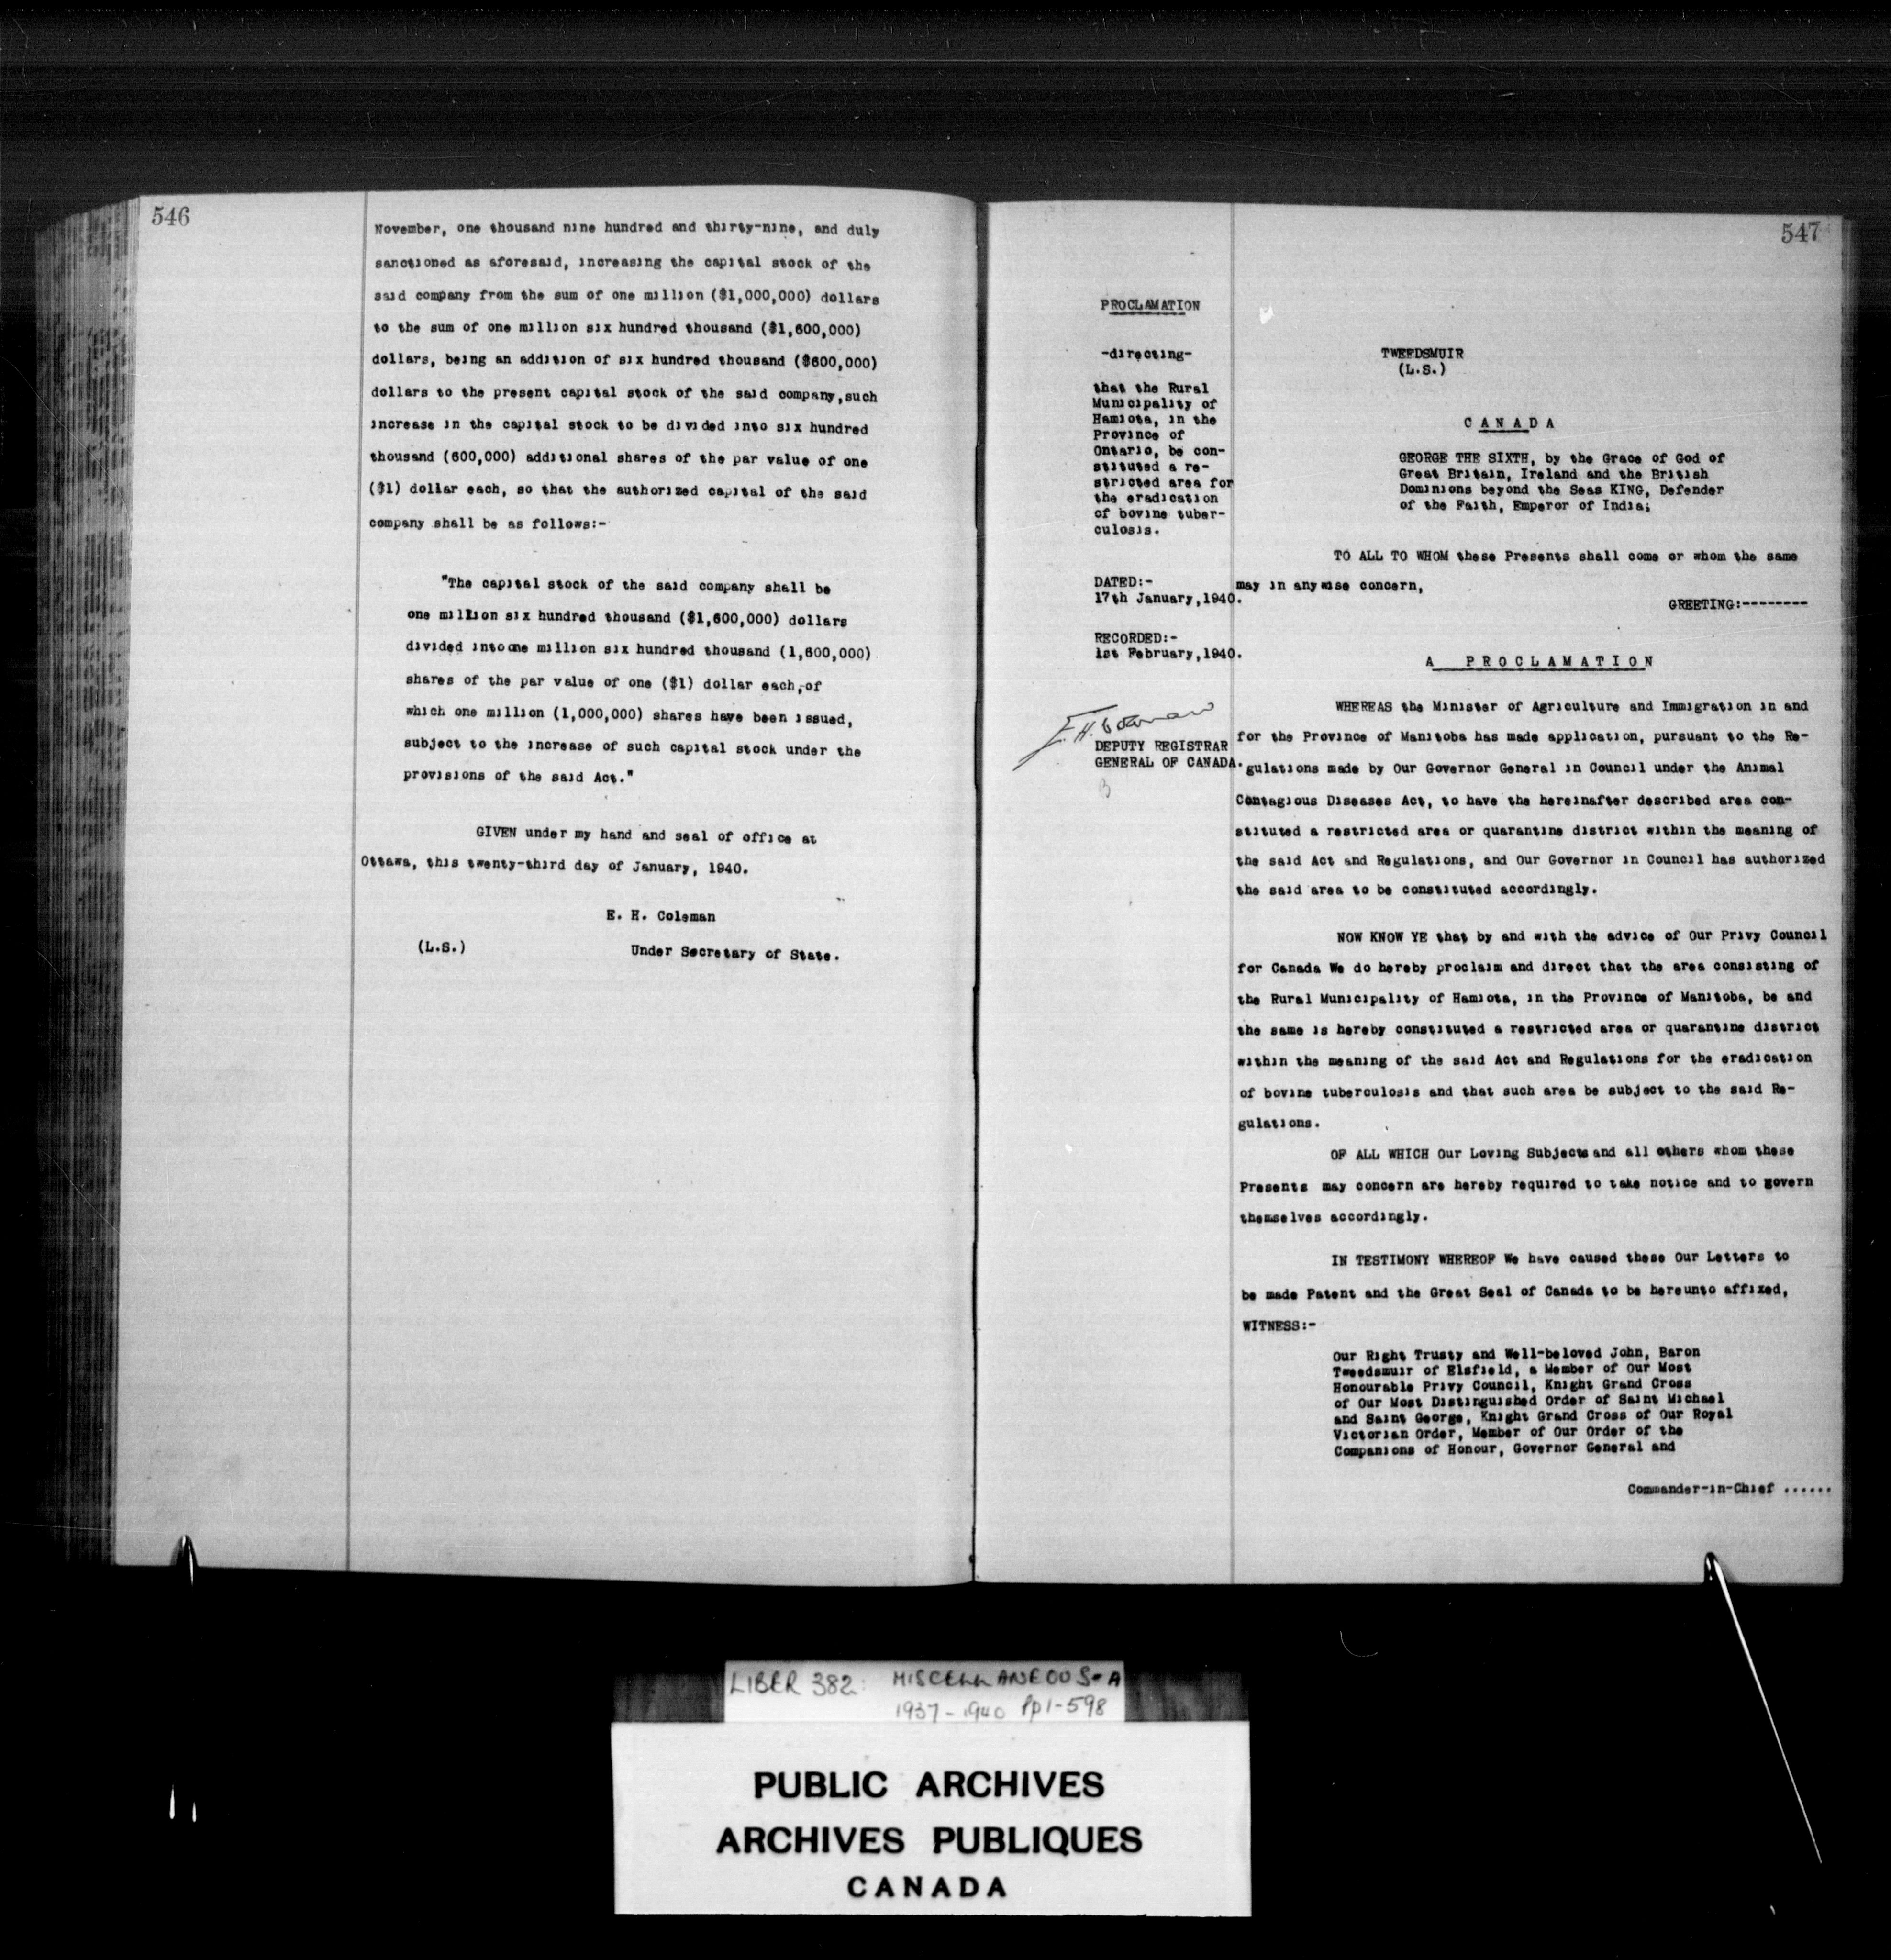 546
November, one thousand nine hundred and thirty-nine, and duly
sanctioned as aforesaid, increasing the capital stock of the
said company from the sum of one million ($1,000,000) dollars
to the sum of one million six hundred thousand ($1,600,000)
dollars, being an addition of six hundred thousand ($600,000)
dollars to the present capital stock of the said company,such
increase in the capital stock to be divided into six hundred
thousand (600,000) additional shares of the par value of one
($1) dollar each, so that the authorized capital of the said
company shall be as follows:-
"The capital stock of the said company shall be
one million six hundred thousand ($1,600,000) dollars
divided intoone million six hundred thousand (1,600,000)
shares of the par value of one ($1) dollar each,of
which one million (1,000,000) shares have been issued,
subject to the increase of such capital stock under the
provisions of the said Act."
GIVEN under my hand and seal of office at
Ottawa, this twenty-third day of January, 1940.
E. H. Coleman
(L.S.) Under Secretary of State.
547
PROCLAMATION
-directing-
that the Rural
Municipality of
Hamiota, in the
Province of
Ontario, be con-
stituted a re-
stricted area for
the eradication
of bovine tuber-
culosis.
DATED:-
17th January,1940.
RECORDED:-
1st February,1940.
E.H. Coleman
DEPUTY REGISTRAR
GENERAL OF CANADA.
TWEEDSMUIR
(L.S.)
CANADA
GEORGE THE SIXTH, by the Grace of God of
Great Britain, Ireland and the British
Dominions beyond the Seas KING, Defender
of the Faith, Emperor of India;
TO ALL TO WHOM these Presents shall come or whom the same
may in anywise concern,
GREETING:--------
A PROCLAMATION
WHEREAS the Minister of Agriculture and Immigration in and
for the Province of Manitoba has made application, pursuant to the Re-
gulations made by Our Governor General in Council under the Animal
Contagious Diseases Act, to have the hereinafter described area con-
stituted a restricted area or quarantine district within the meaning of
the said Act and Regulations, and Our Governor in Council has authorized
the said area to be constituted accordingly.
NOW KNOW YE that by and with the advice of Our Privy Council
for Canada We do hereby proclaim and direct that the area consisting of
the Rural Municipality of Hamiota, in the Province of Manitoba, be and
the same is hereby constituted a restricted area or quarantine district
within the meaning of the said Act and Regulations for the eradication
of bovine tuberculosis and that such area be subject to the said Re-
gulations.
OF ALL WHICH Our Loving Subjects and all others whom these
Presents may concern are hereby required to take notice and to govern
themselves accordingly.
IN TESTIMONY WHEREOF We have caused these Our Letters to
be made Patent and the Great Seal of Canada to be hereunto affixed,
WITNESS:-
Our Right Trusty and Well-beloved John, Baron
Tweedsmuir of Elsfield, a Member of Our Most
Honourable Privy Council, Knight Grand Cross
of Our Most Distinguished Order of Saint Michael
and Saint George, Knight Grand Cross of Our Royal
Victorian Order, Member of Our Order of the
Companions of Honour, Governor General and
Commander-in-Chief ......
LIBER 382: MISCELLANEOUS-A
1937-1940 Pp1-598
PUBLIC ARCHIVES
ARCHIVES PUBLIQUES
CANADA